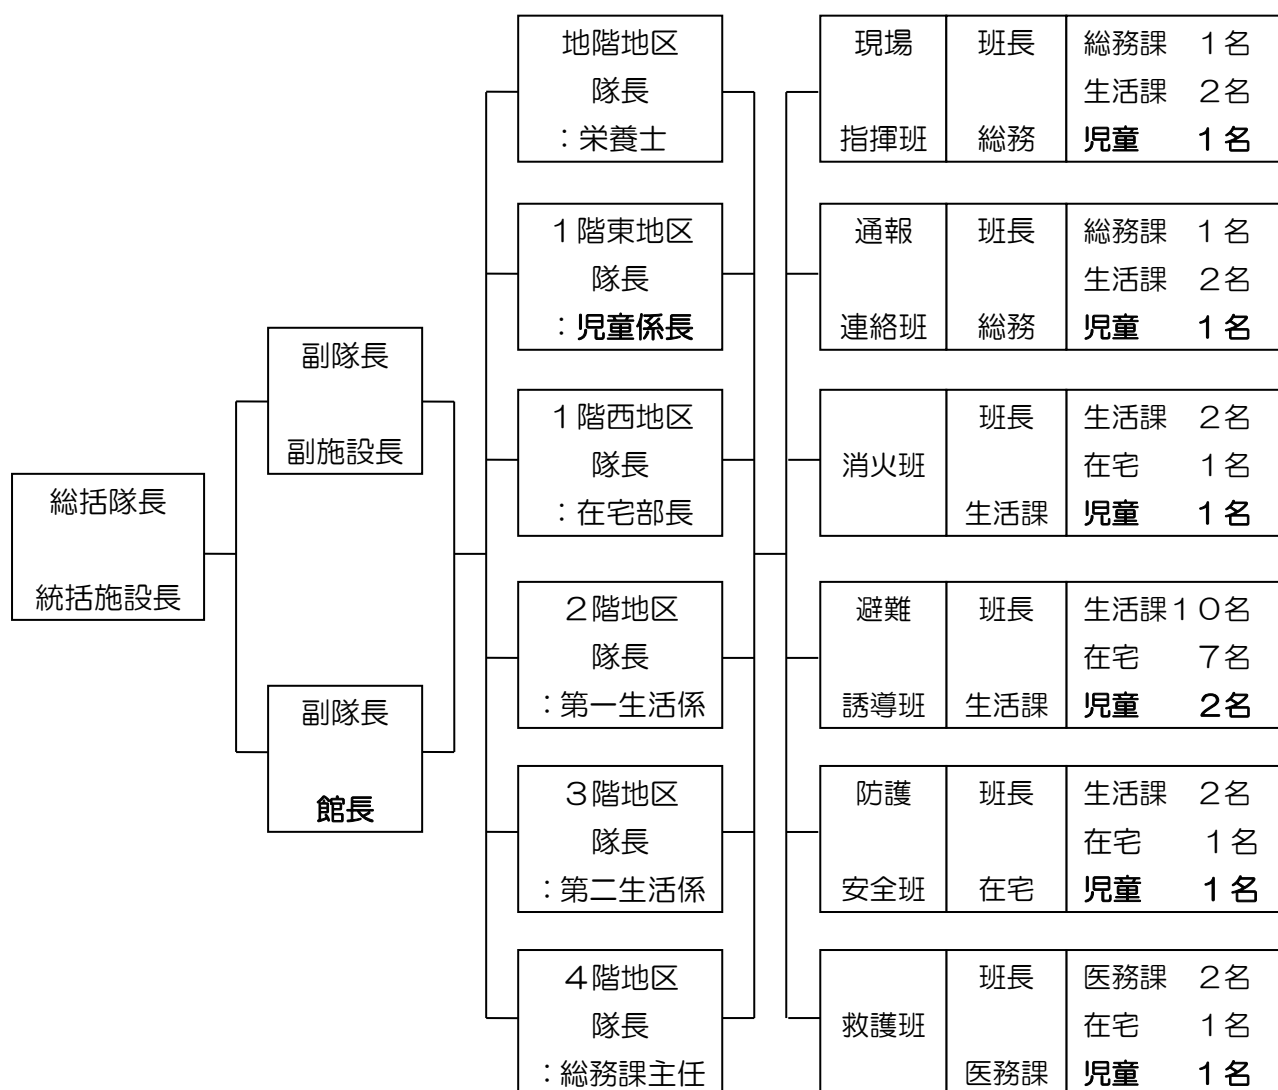 総括隊長
統括施設長
副隊長
副施設長
副隊長
館長
地階地区
隊長
：栄養士
１階東地区
隊長
：児童係長
１階西地区
隊長
：在宅部長
２階地区
隊長
：第一生活係
３階地区
隊長
：第二生活係
４階地区
隊長
：総務課主任
現場 班長 総務課 １名
生活課 ２名
指揮班 総務 児童 １名
通報 班長 総務課 １名
生活課 ２名
連絡班 総務 児童 １名
班長 生活課 ２名
消火班 在宅 １名
生活課 児童 １名
避難 班長 生活課１０名
在宅 ７名
誘導班 生活課 児童 ２名
防護 班長 生活課 ２名
在宅 １名
安全班 在宅 児童 １名
班長 医務課 ２名
救護班 在宅 １名
医務課 児童 １名